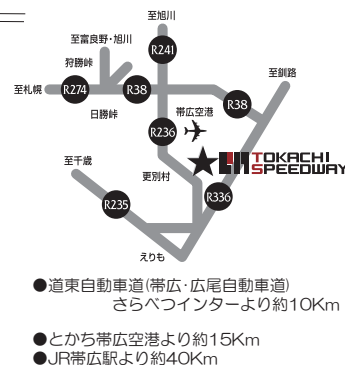 至旭川
至富良野・旭川
R241
狩勝峠
至釧路
至札幌
R274
R38
R38
日勝峠
帯広空港
R236
至千歳
更別村
TOKACHI
SPEEDWAY
R336
R235
えりも
●道東自動車道(帯広・広尾自動車道)
さらべつインターより約10Km
●とかち帯広空港より約15Km
●JR帯広駅より約40Km